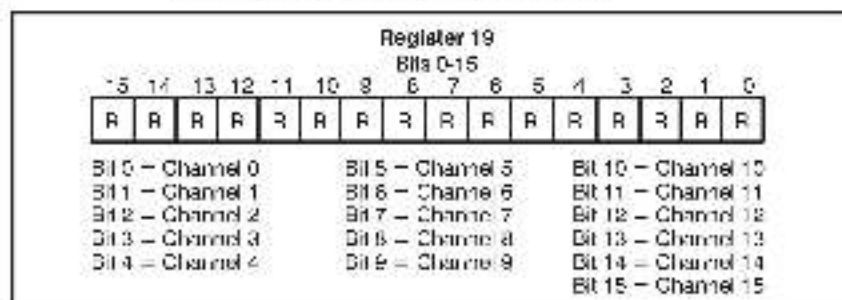 Register 19
Bits 0-15
15 14 13 12 11 10 9 8 7 6 5 4 3 2 1 0
R R R R R R R R R R R R R R R R
Bit 0 = Channel 0 Bit 5 = Channel 5 Bit 10 = Channel 10
Bit 1 = Channel 1 Bit 6 = Channel 6 Bit 11 = Channel 11
Bit 2 = Channel 2 Bit 7 = Channel 7 Bit 12 = Channel 12
Bit 3 = Channel 3 Bit 8 = Channel 8 Bit 13 = Channel 13
Bit 4 = Channel 4 Bit 9 = Channel 9 Bit 14 = Channel 14
Bit 15 = Channel 15